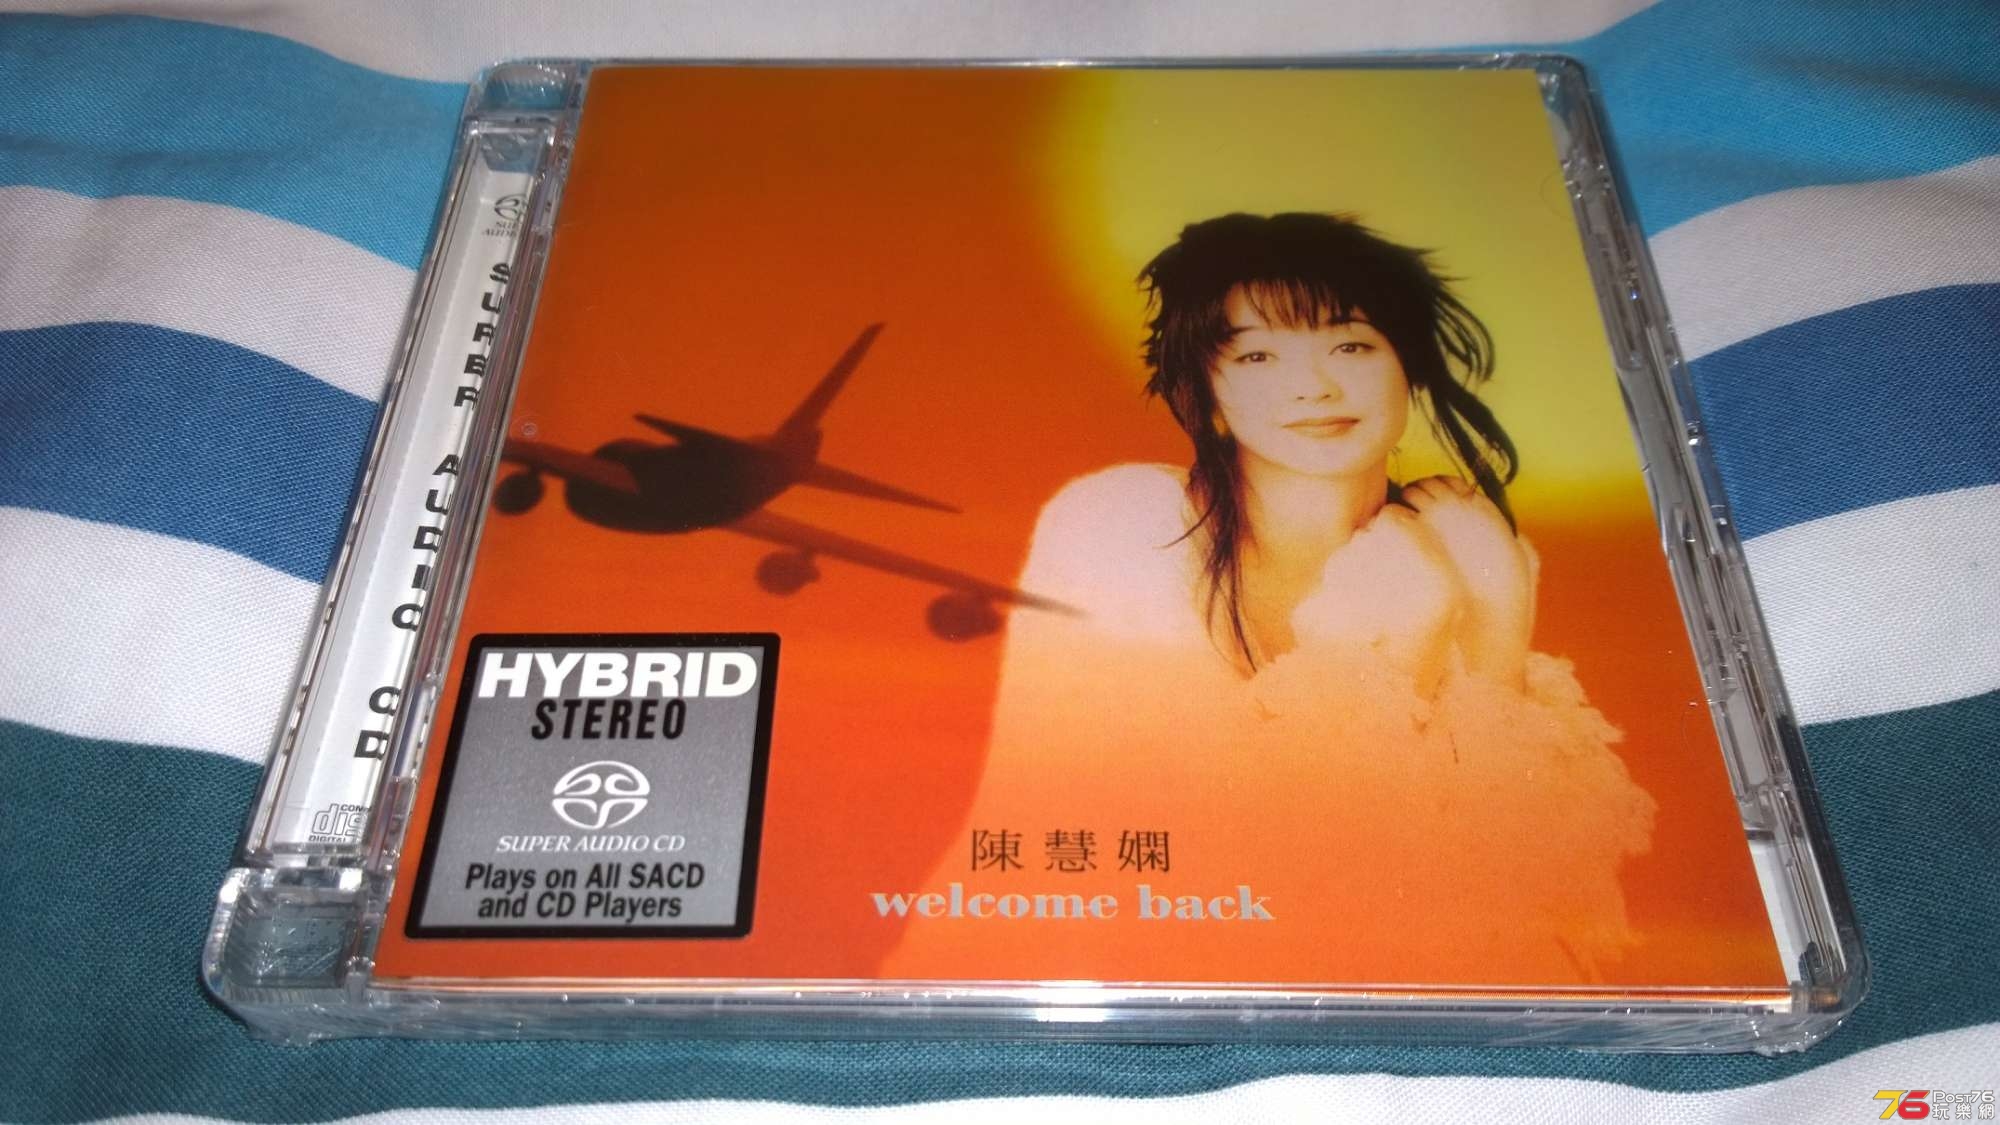 SUPER AUDIO CD
HYBRID
STEREO
SUPER AUDIO CD
Plays on All SACD
and CD Players
陳慧嫻
welcome back
76 Post76
玩樂網